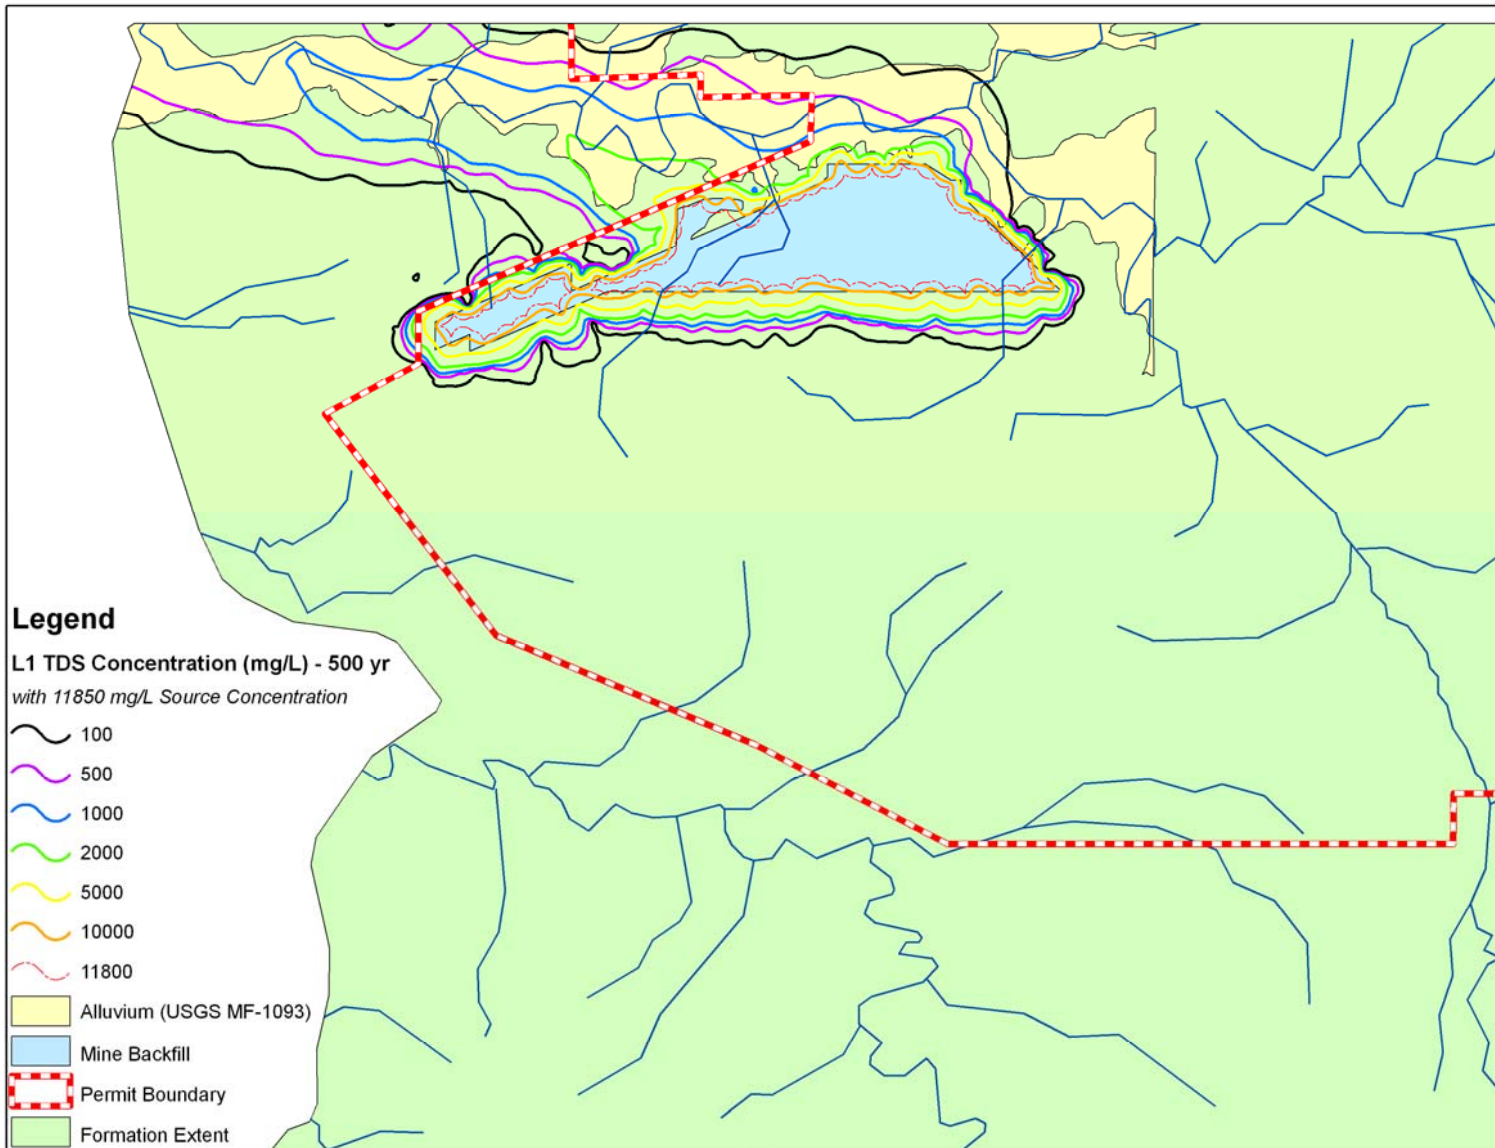 Legend
L1 TDS Concentration (mg/L) - 500 yr
with 11850 mg/L Source Concentration
100
500
1000
2000
5000
10000
11800
Alluvium (USGS MF-1093)
Mine Backfill
Permit Boundary
Formation Extent